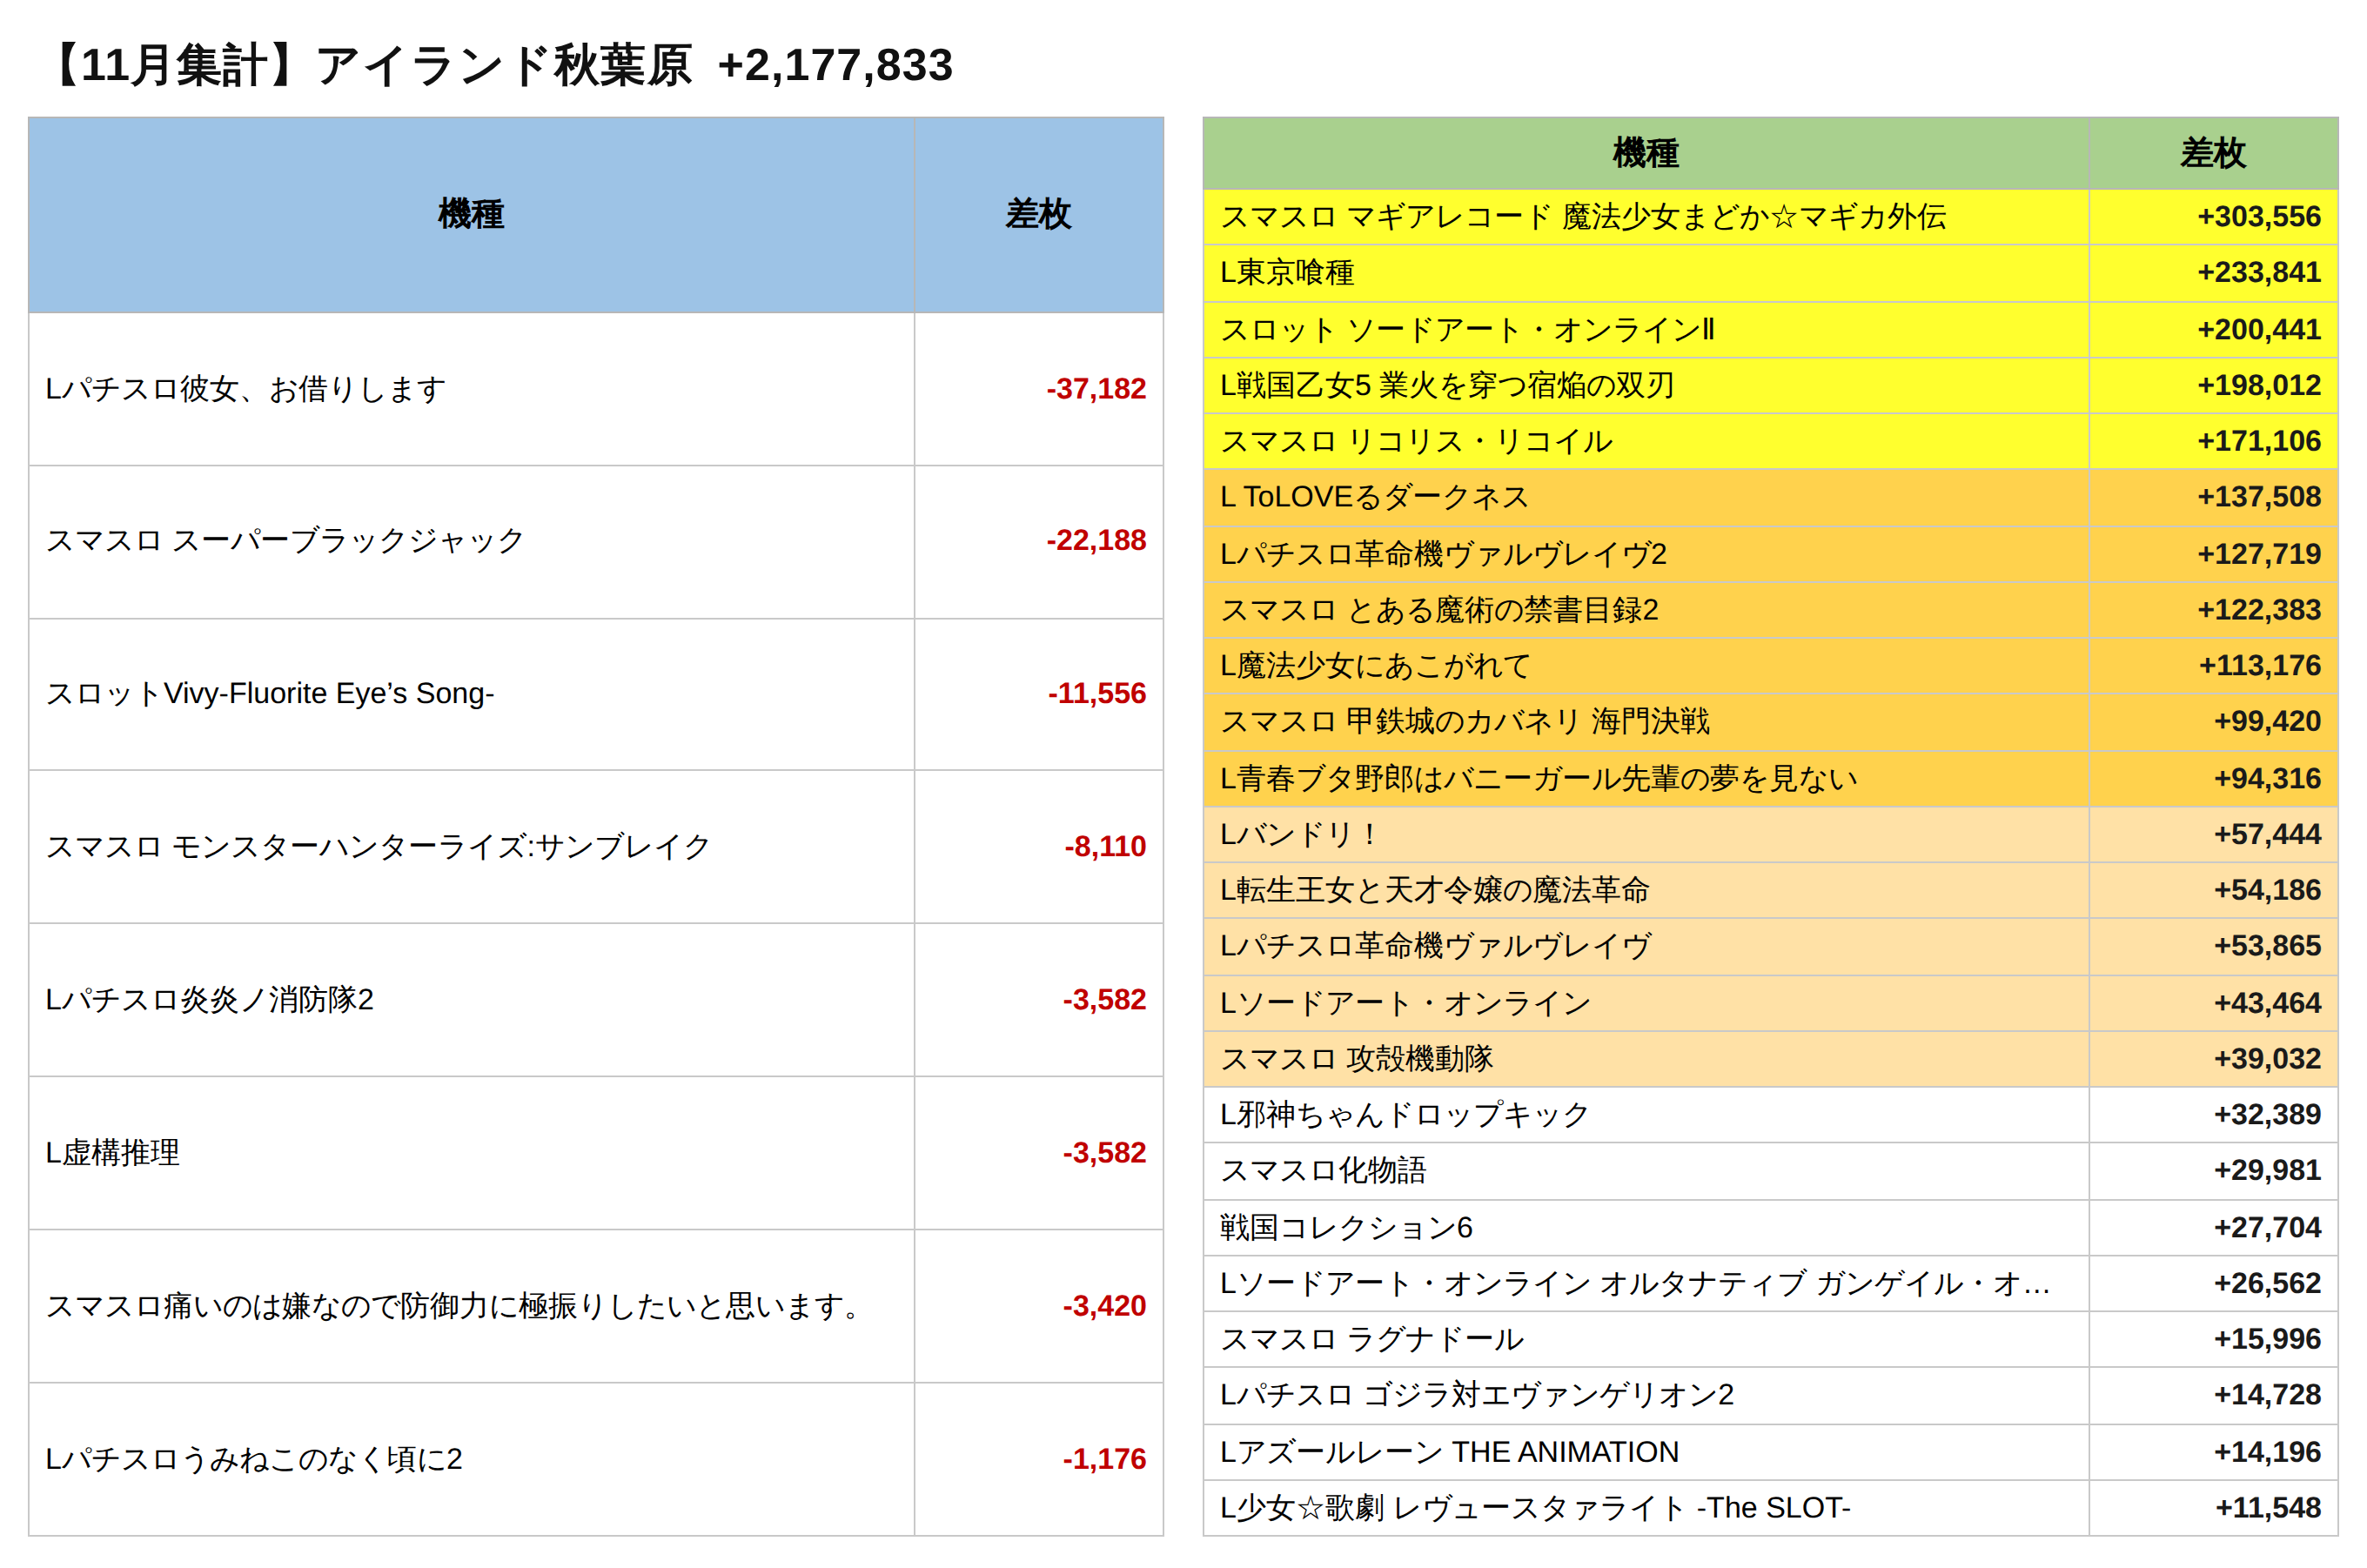 【11月集計】アイランド秋葉原 +2,177,833
機種 差枚
Lパチスロ彼女、お借りします -37,182
スマスロ スーパーブラックジャック -22,188
スロットVivy-Fluorite Eye’s Song- -11,556
スマスロ モンスターハンターライズ:サンブレイク -8,110
Lパチスロ炎炎ノ消防隊2 -3,582
L虚構推理 -3,582
スマスロ痛いのは嫌なので防御力に極振りしたいと思います。 -3,420
Lパチスロうみねこのなく頃に2 -1,176
機種 差枚
スマスロ マギアレコード 魔法少女まどか☆マギカ外伝 +303,556
L東京喰種 +233,841
スロット ソードアート・オンラインⅡ +200,441
L戦国乙女5 業火を穿つ宿焔の双刃 +198,012
スマスロ リコリス・リコイル +171,106
L ToLOVEるダークネス +137,508
Lパチスロ革命機ヴァルヴレイヴ2 +127,719
スマスロ とある魔術の禁書目録2 +122,383
L魔法少女にあこがれて +113,176
スマスロ 甲鉄城のカバネリ 海門決戦 +99,420
L青春ブタ野郎はバニーガール先輩の夢を見ない +94,316
Lバンドリ！ +57,444
L転生王女と天才令嬢の魔法革命 +54,186
Lパチスロ革命機ヴァルヴレイヴ +53,865
Lソードアート・オンライン +43,464
スマスロ 攻殻機動隊 +39,032
L邪神ちゃんドロップキック +32,389
スマスロ化物語 +29,981
戦国コレクション6 +27,704
Lソードアート・オンライン オルタナティブ ガンゲイル・オ… +26,562
スマスロ ラグナドール +15,996
Lパチスロ ゴジラ対エヴァンゲリオン2 +14,728
Lアズールレーン THE ANIMATION +14,196
L少女☆歌劇 レヴュースタァライト -The SLOT- +11,548